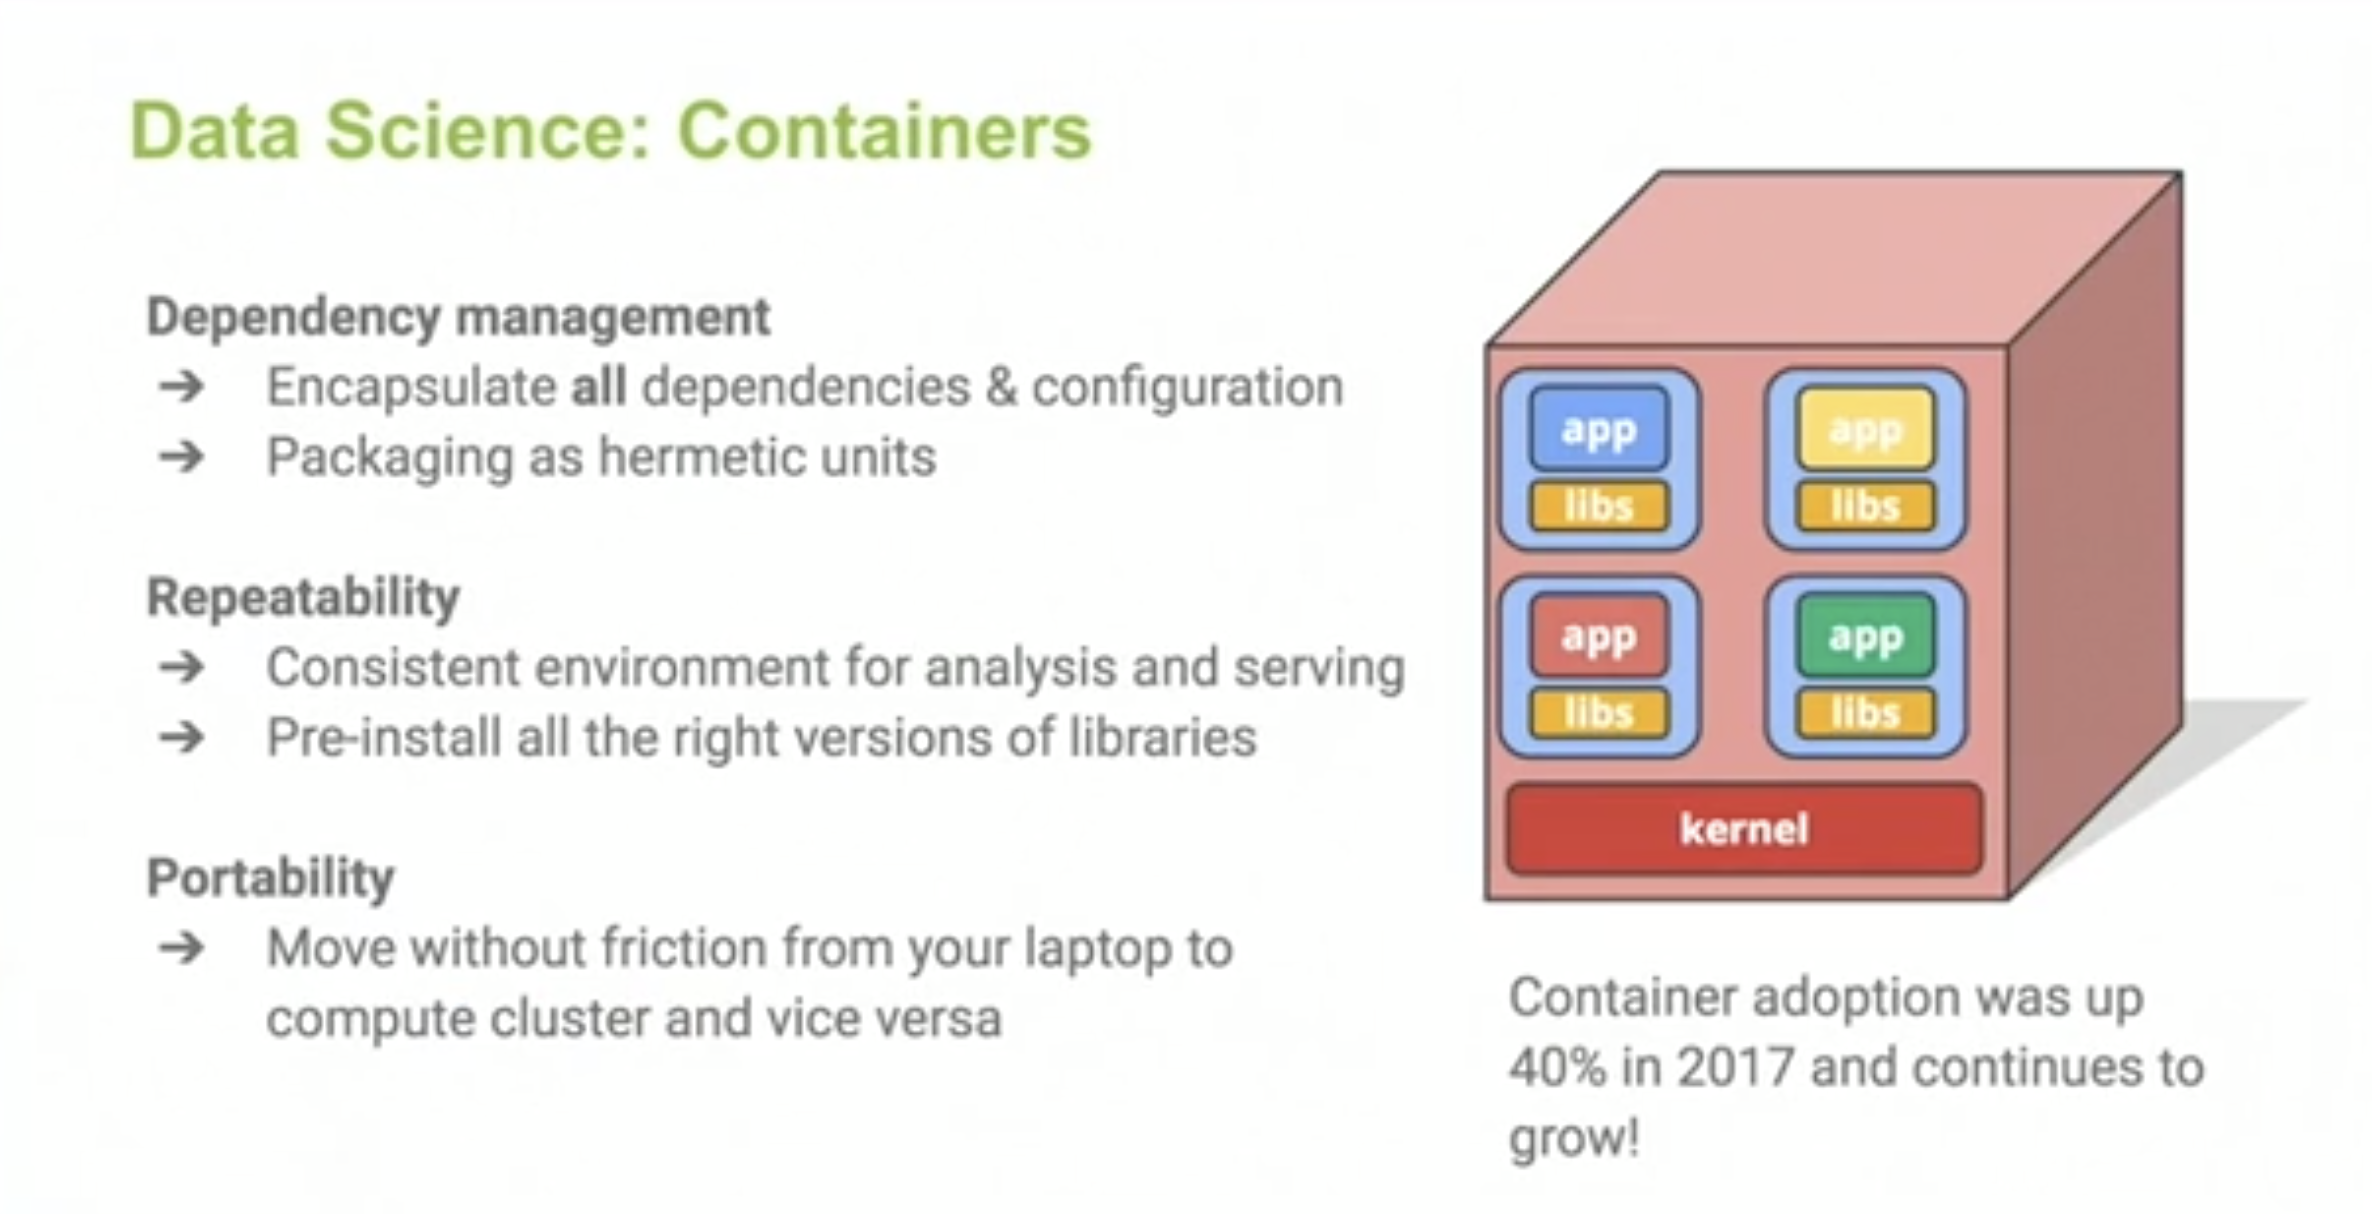 Data Science: Containers
Dependency management
➔ Encapsulate all dependencies & configuration
➔ Packaging as hermetic units
Repeatability
➔ Consistent environment for analysis and serving
➔ Pre-install all the right versions of libraries
Portability
➔ Move without friction from your laptop to
compute cluster and vice versa
app app
libs libs
app app
libs libs
kernel
Container adoption was up
40% in 2017 and continues to
grow!